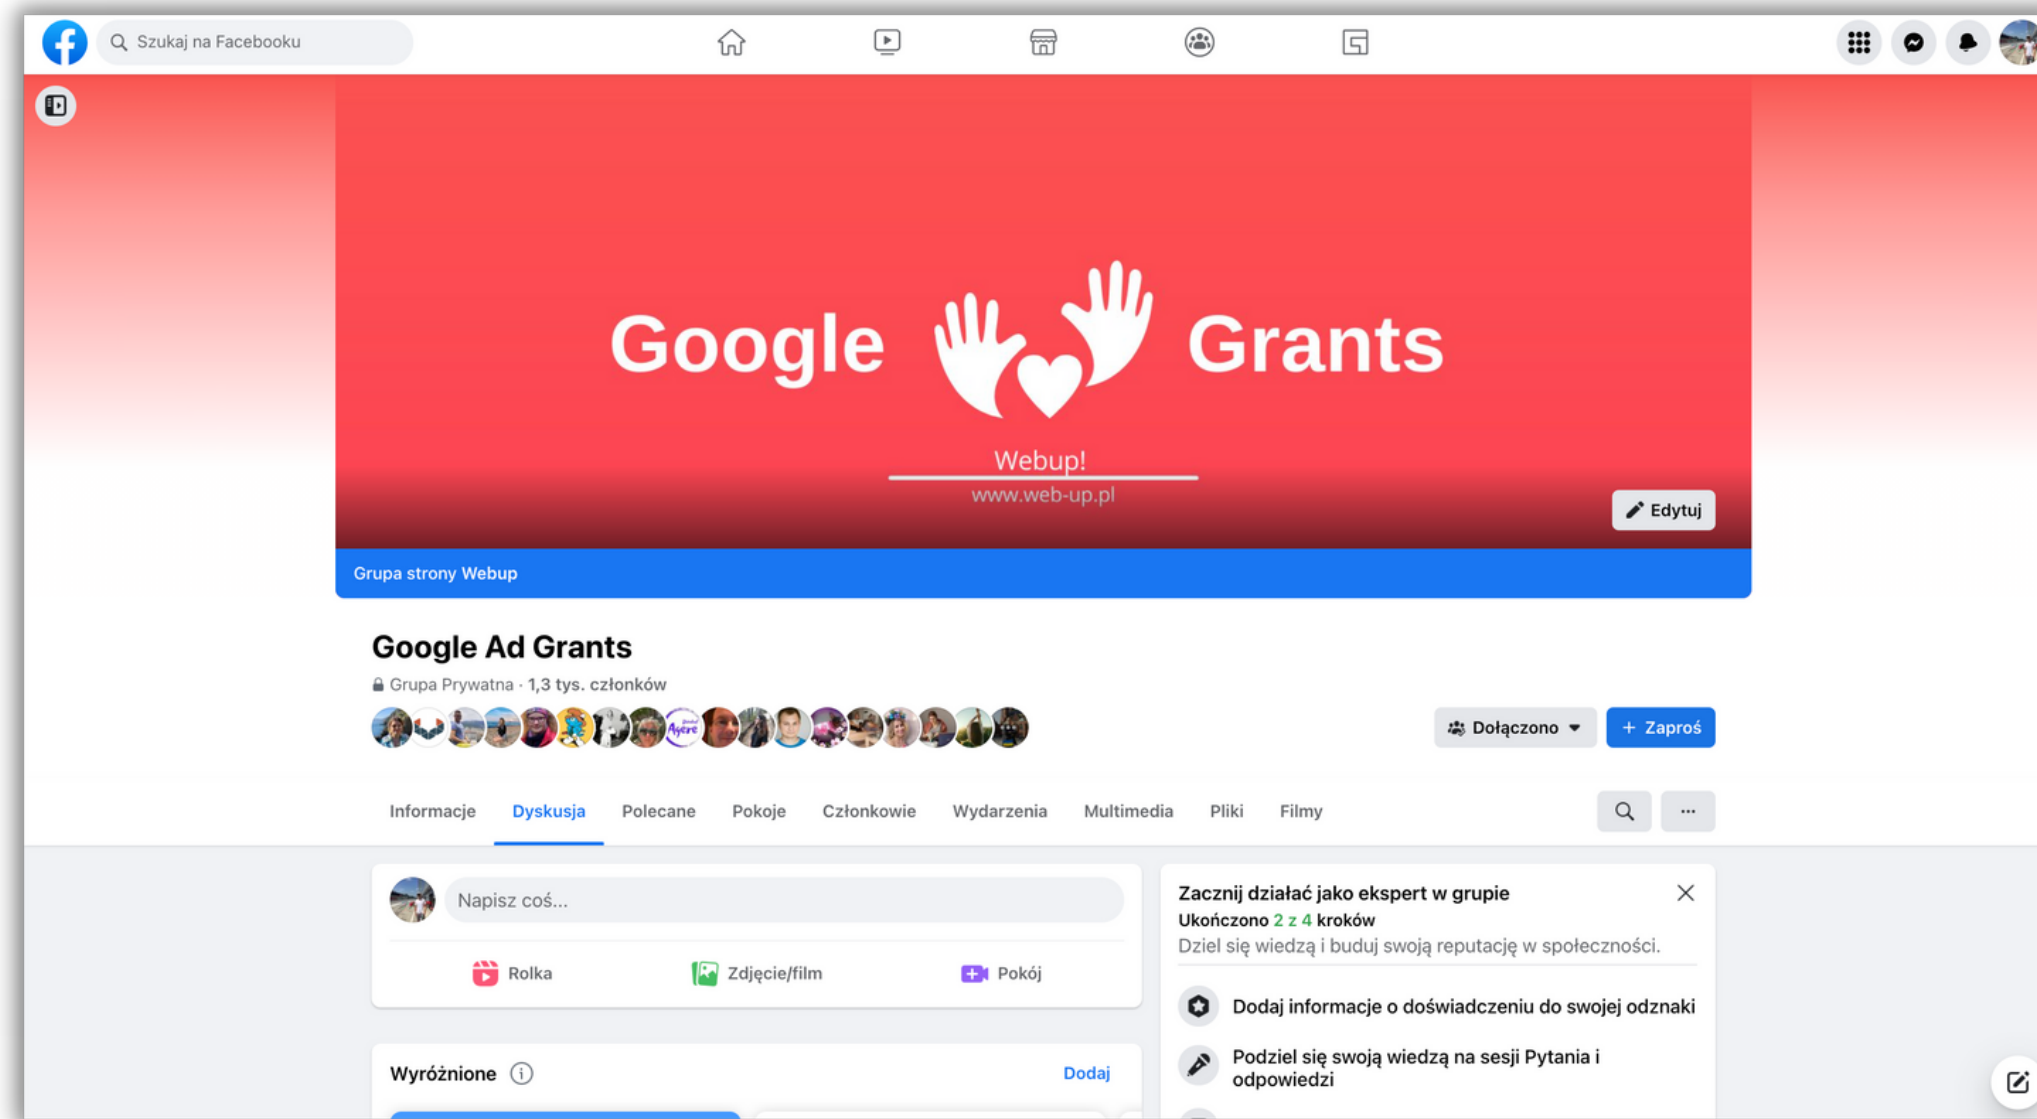 Szukaj na Facebooku
Google Grants
Webup!
www.web-up.pl
Edytuj
Grupa strony Webup
Google Ad Grants
Grupa Prywatna · 1,3 tys. członków
Agere
Dołączono
+ Zaproś
Informacje Dyskusja Polecane Pokoje Członkowie Wydarzenia Multimedia Pliki Filmy
Napisz coś...
Rolka Zdjęcie/film Pokój
Wyróżnione
Dodaj
Zacznij działać jako ekspert w grupie
Ukończono 2 z 4 kroków
Dziel się wiedzą i buduj swoją reputację w społeczności.
Dodaj informacje o doświadczeniu do swojej odznaki
Podziel się swoją wiedzą na sesji Pytania i
odpowiedzi